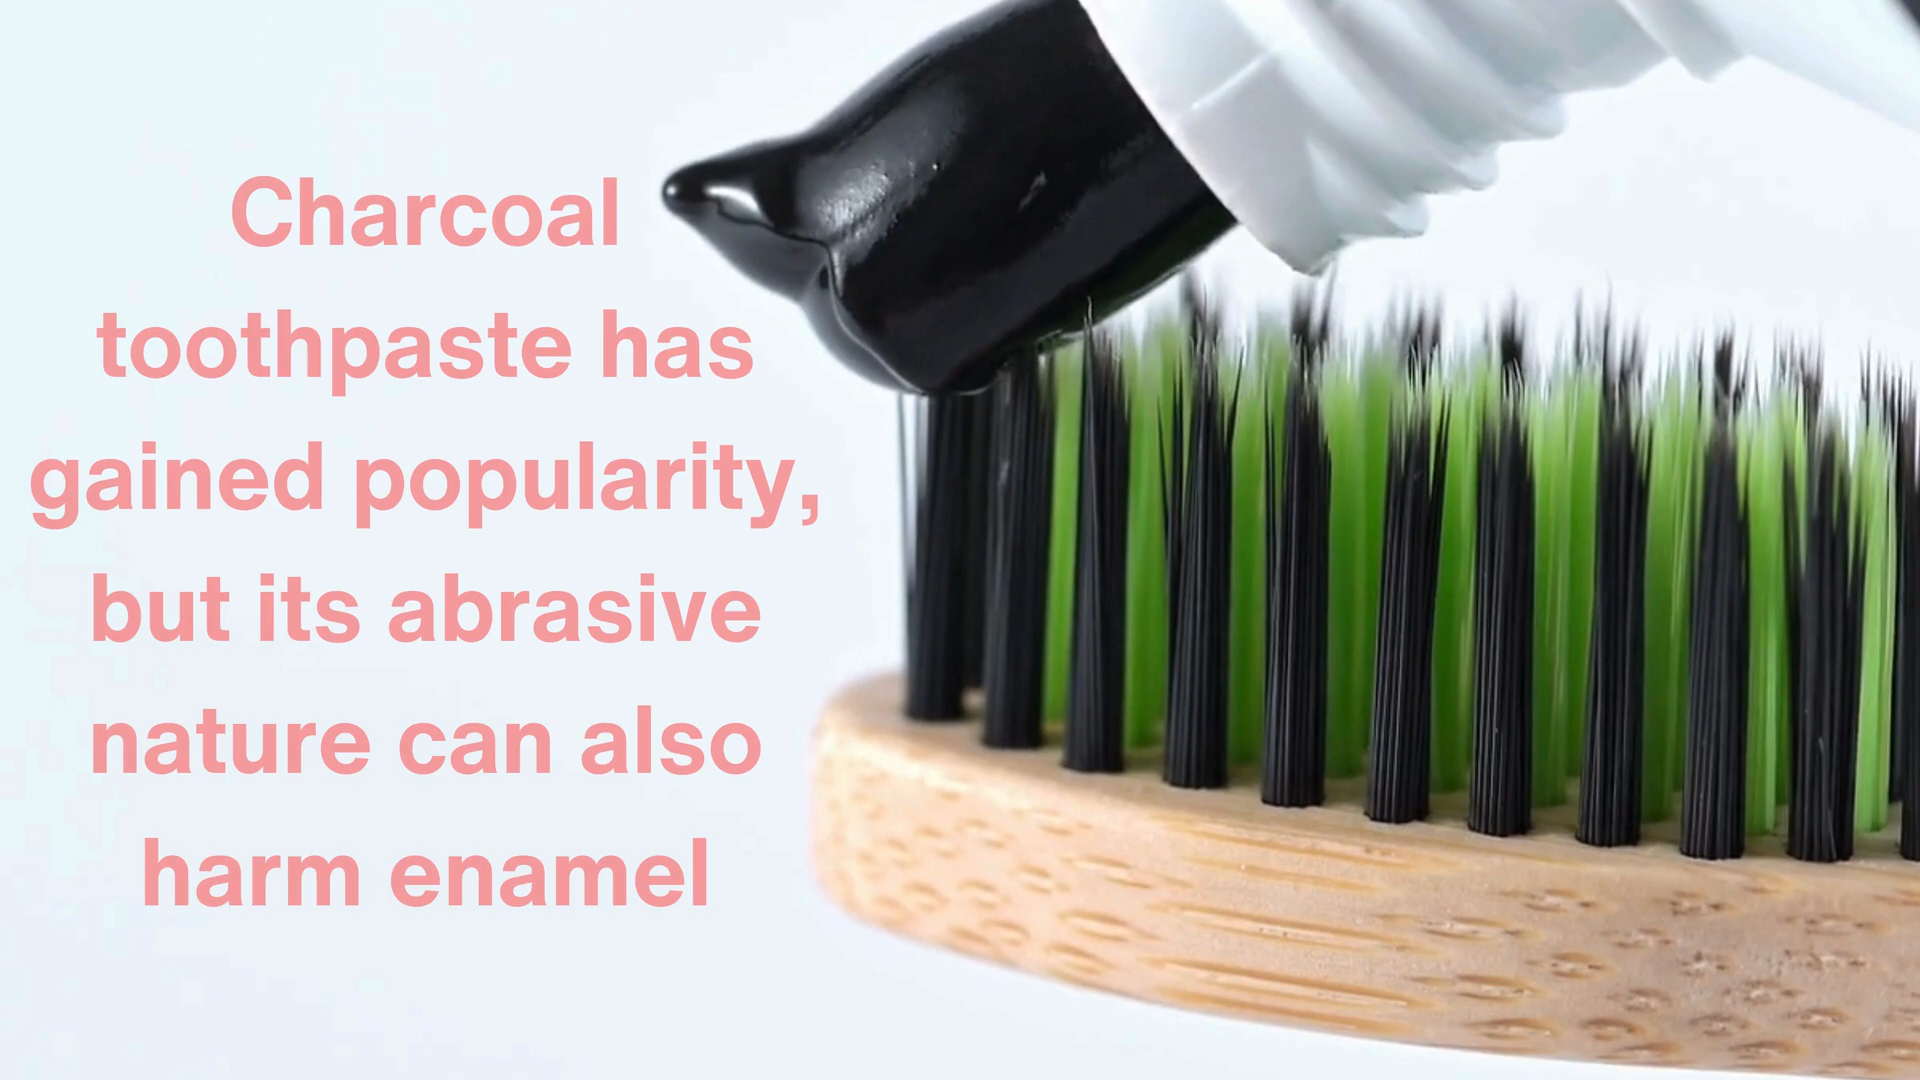 Charcoal
toothpaste has
gained popularity,
but its abrasive
nature can also
harm enamel